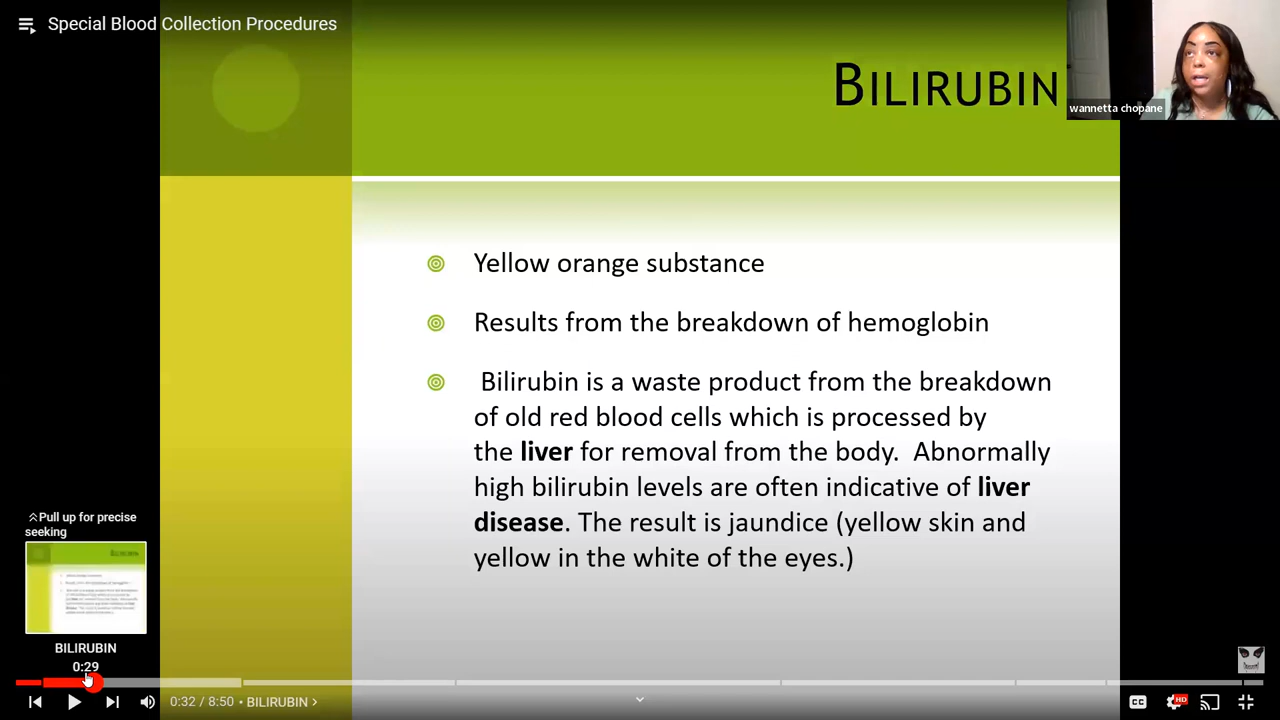 Special Blood Collection Procedures
BILIRUBIN
wannetta chopane
Yellow orange substance
Results from the breakdown of hemoglobin
Bilirubin is a waste product from the breakdown
of old red blood cells which is processed by
the liver for removal from the body. Abnormally
high bilirubin levels are often indicative of liver
disease. The result is jaundice (yellow skin and
yellow in the white of the eyes.)
Pull up for precise
seeking
BILIRUBIN
BILIRUBIN
0:29
0:32 / 8:50 • BILIRUBIN >
CC
HD